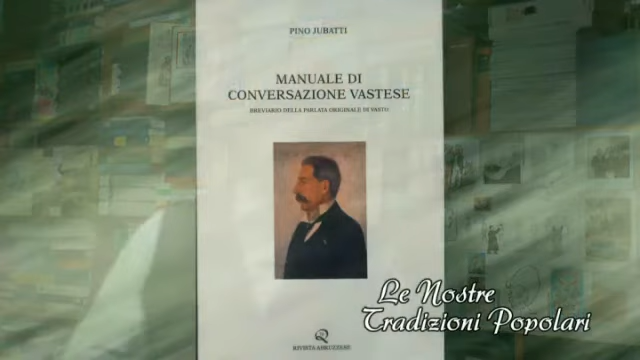 PINO JUBATTI
MANUALE DI
CONVERSAZIONE VASTESE
BREVIARIO DELLA PARLATA ORIGINALE DI VASTO
RIVISTA ABRUZZESE
Le Nostre
Tradizioni Popolari